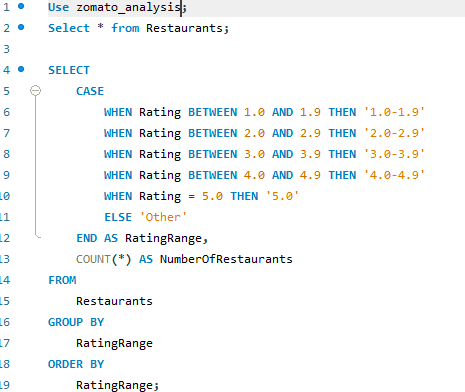 1 Use zomato_analysis;
2 Select * from Restaurants;
3
4 SELECT
5 CASE
6 WHEN Rating BETWEEN 1.0 AND 1.9 THEN '1.0-1.9'
7 WHEN Rating BETWEEN 2.0 AND 2.9 THEN '2.0-2.9'
8 WHEN Rating BETWEEN 3.0 AND 3.9 THEN '3.0-3.9'
9 WHEN Rating BETWEEN 4.0 AND 4.9 THEN '4.0-4.9'
10 WHEN Rating = 5.0 THEN '5.0'
11 ELSE 'Other'
12 END AS RatingRange,
13 COUNT(*) AS NumberOfRestaurants
14 FROM
15 Restaurants
16 GROUP BY
17 RatingRange
18 ORDER BY
19 RatingRange;